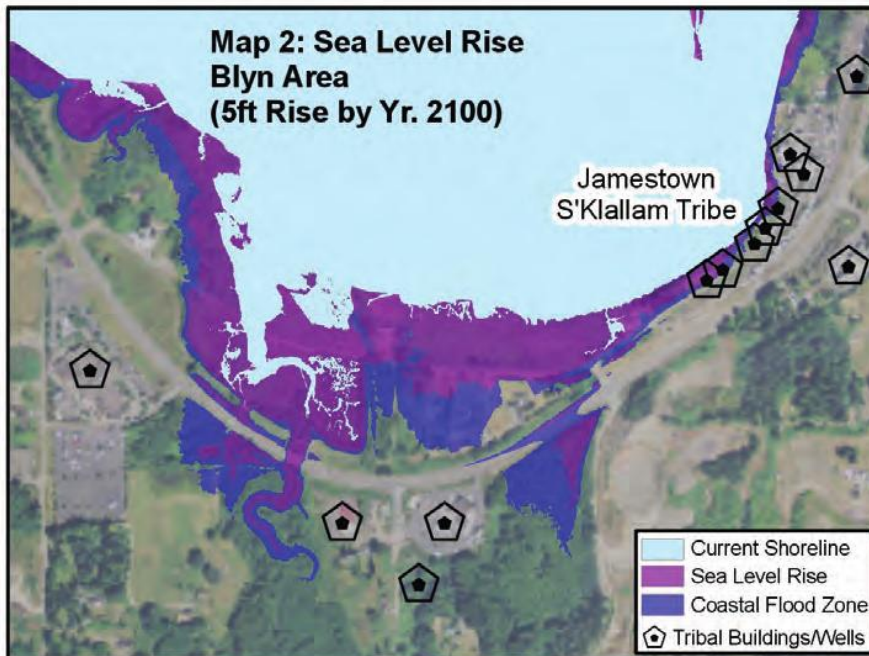 Map 2: Sea Level Rise
Blyn Area
(5ft Rise by Yr. 2100)
Jamestown
S'Klallam Tribe
Current Shoreline
Sea Level Rise
Coastal Flood Zone
Tribal Buildings/Wells